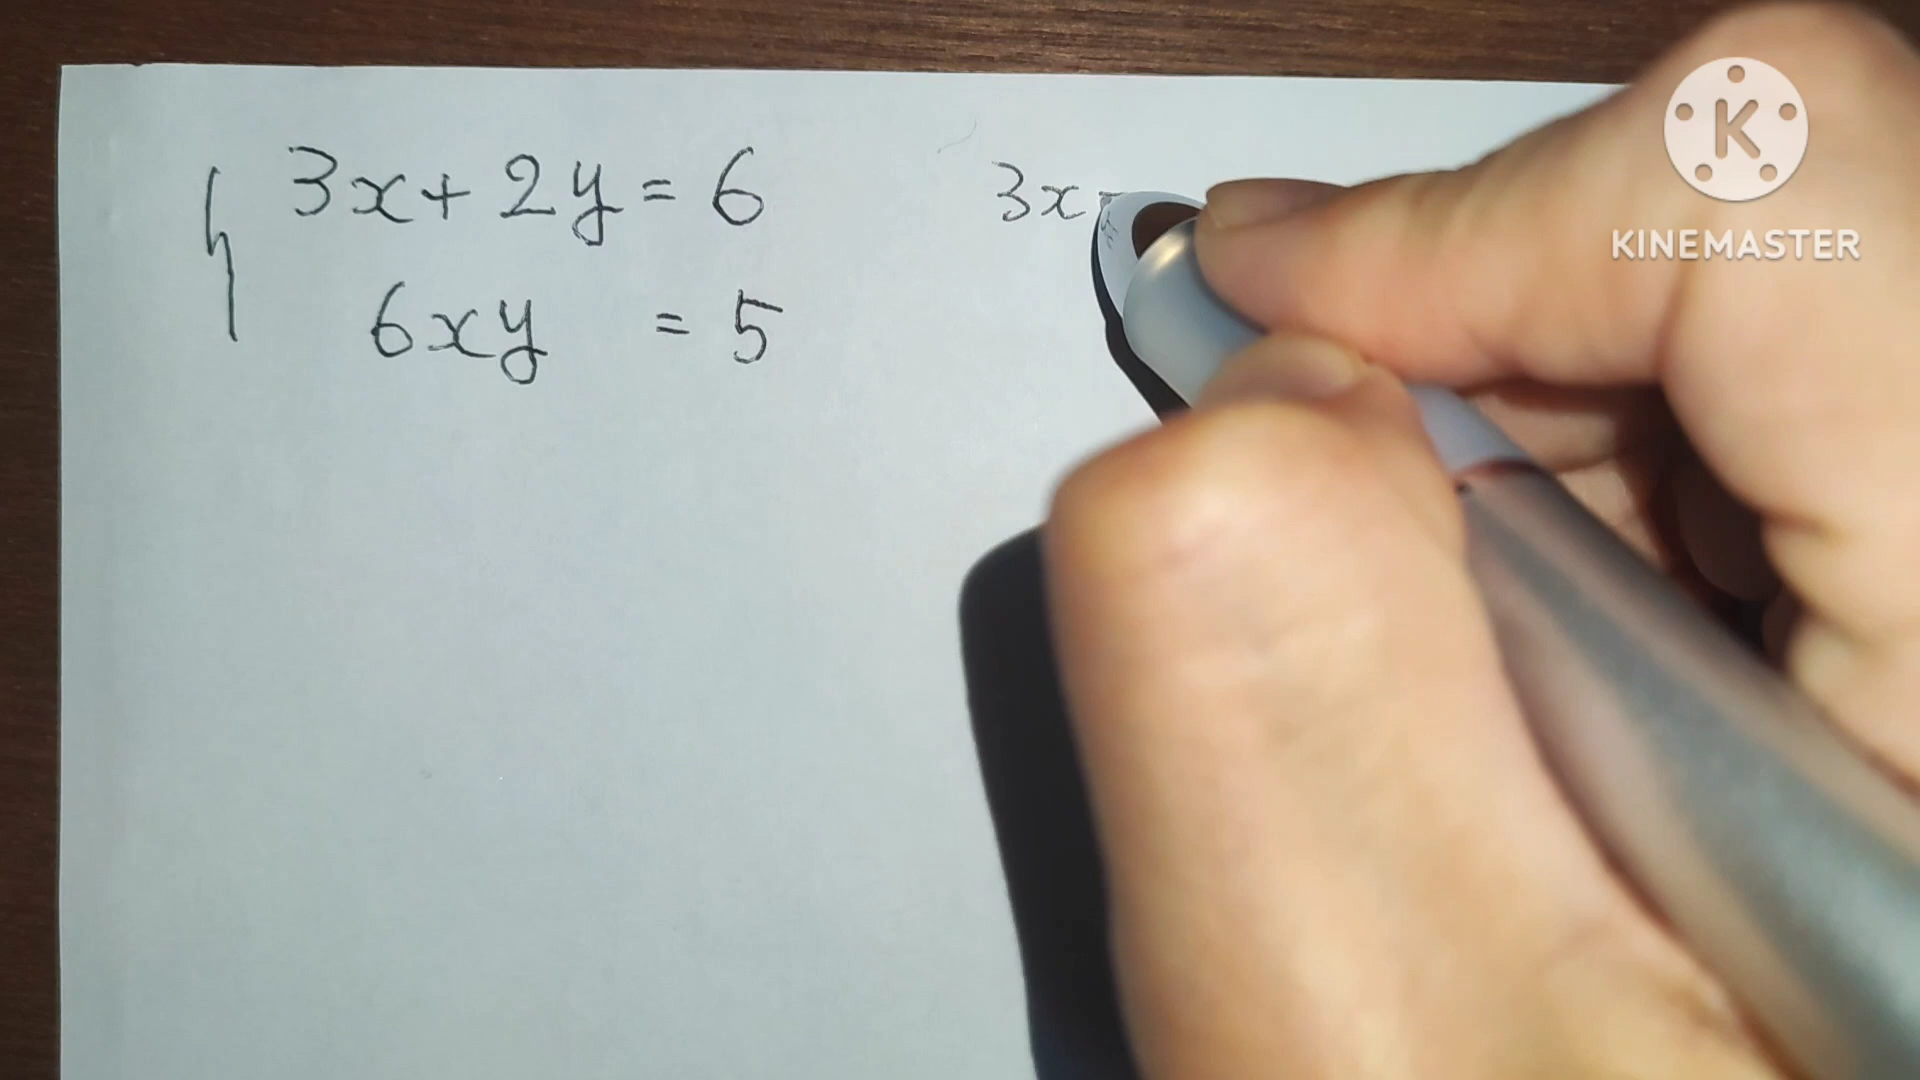 3x + 2y = 6
6xy = 5
3x
K
KINEMASTER